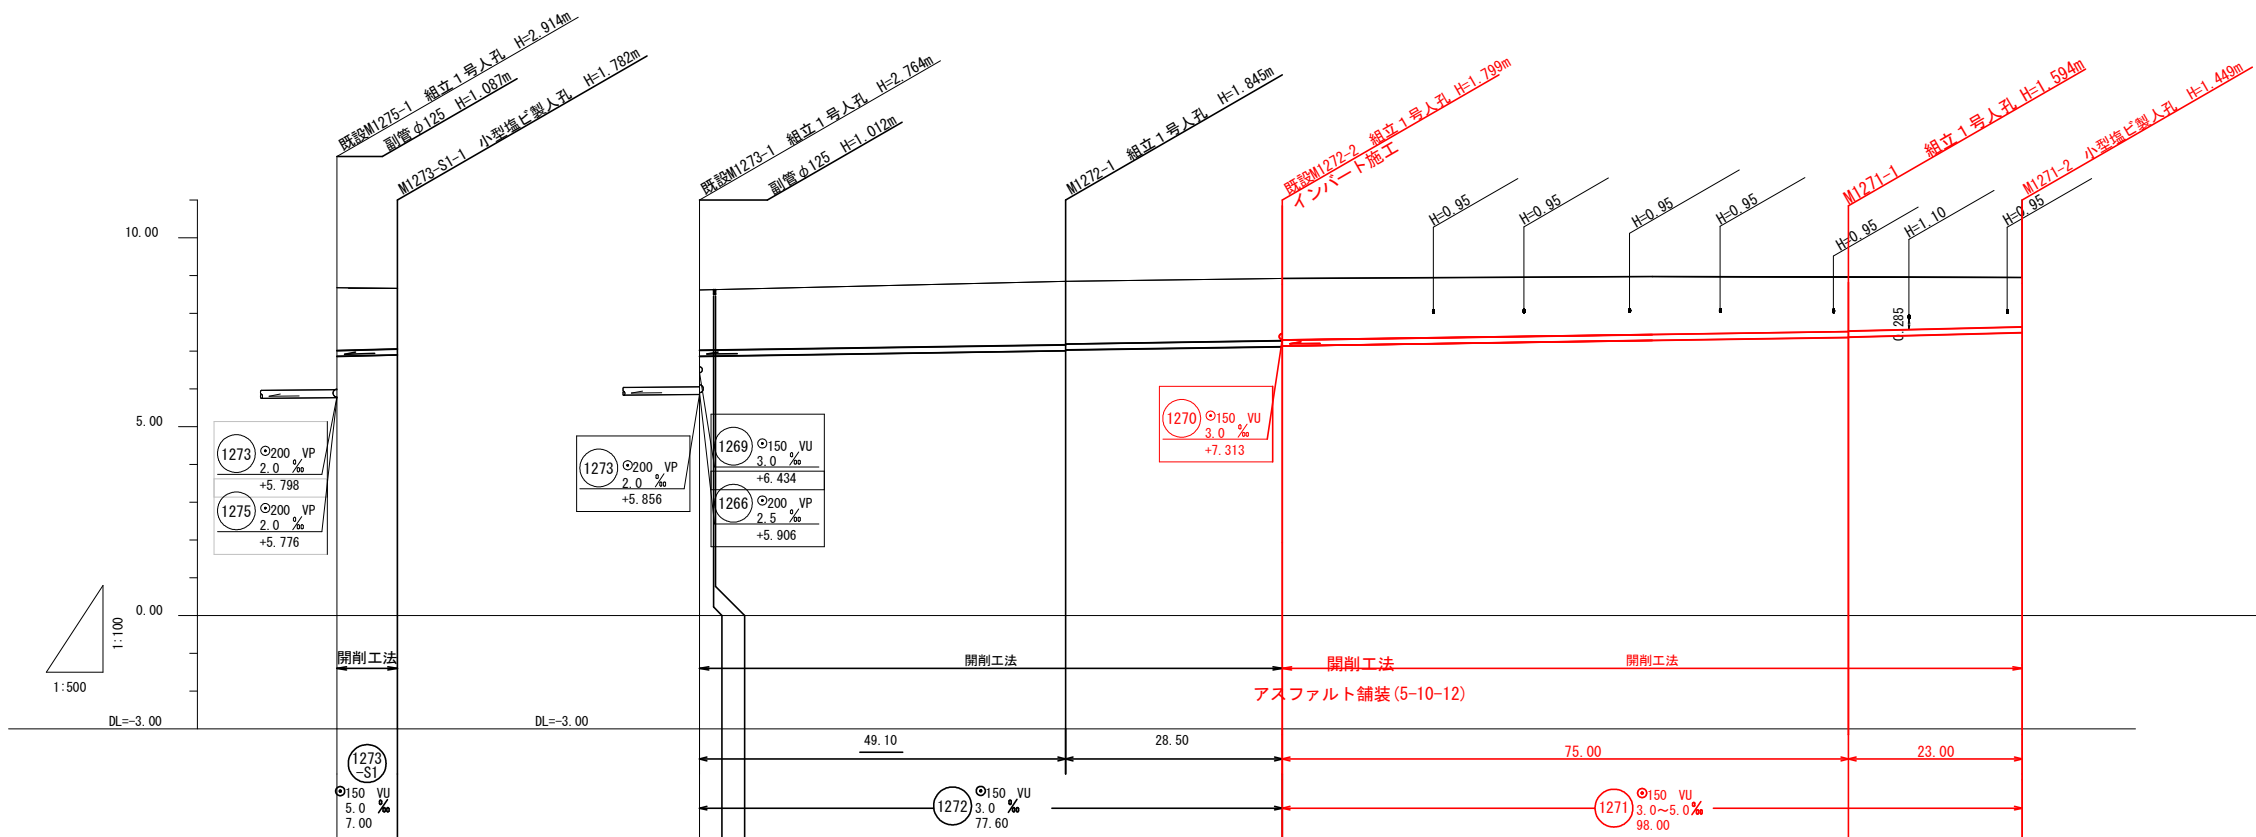 既設M1275-1 組立1号人孔 H=2.914m
副管φ125 H=1.087m
M1273-S1-1 小型塩ビ製人孔 H=1.782m
既設M1273-1 組立1号人孔 H=2.764m
副管φ125 H=1.012m
M1272-1 組立1号人孔 H=1.845m
既設M1272-2 組立1号人孔 H=1.799m
インバート施工
M1271-1 組立1号人孔 H=1.594m
M1271-2 小型塩ビ製人孔 H=1.449m
H=0.95
H=0.95
H=0.95
H=0.95
H=0.95
H=1.10
H=0.95
10.00
5.00
0.00
0.285
1273 ⊙200 VP
2.0 ‰
+5.798
1275 ⊙200 VP
2.0 ‰
+5.776
1273 ⊙200 VP
2.0 ‰
+5.856
1269 ⊙150 VU
3.0 ‰
+6.434
1266 ⊙200 VP
2.5 ‰
+5.906
1270 ⊙150 VU
3.0 ‰
+7.313
1:100
1:500
開削工法
開削工法
開削工法
開削工法
アスファルト舗装(5-10-12)
DL=-3.00
DL=-3.00
49.10
28.50
75.00
23.00
1273
-S1
⊙150 VU
5.0 ‰
7.00
1272 ⊙150 VU
3.0 ‰
77.60
1271 ⊙150 VU
3.0～5.0‰
98.00